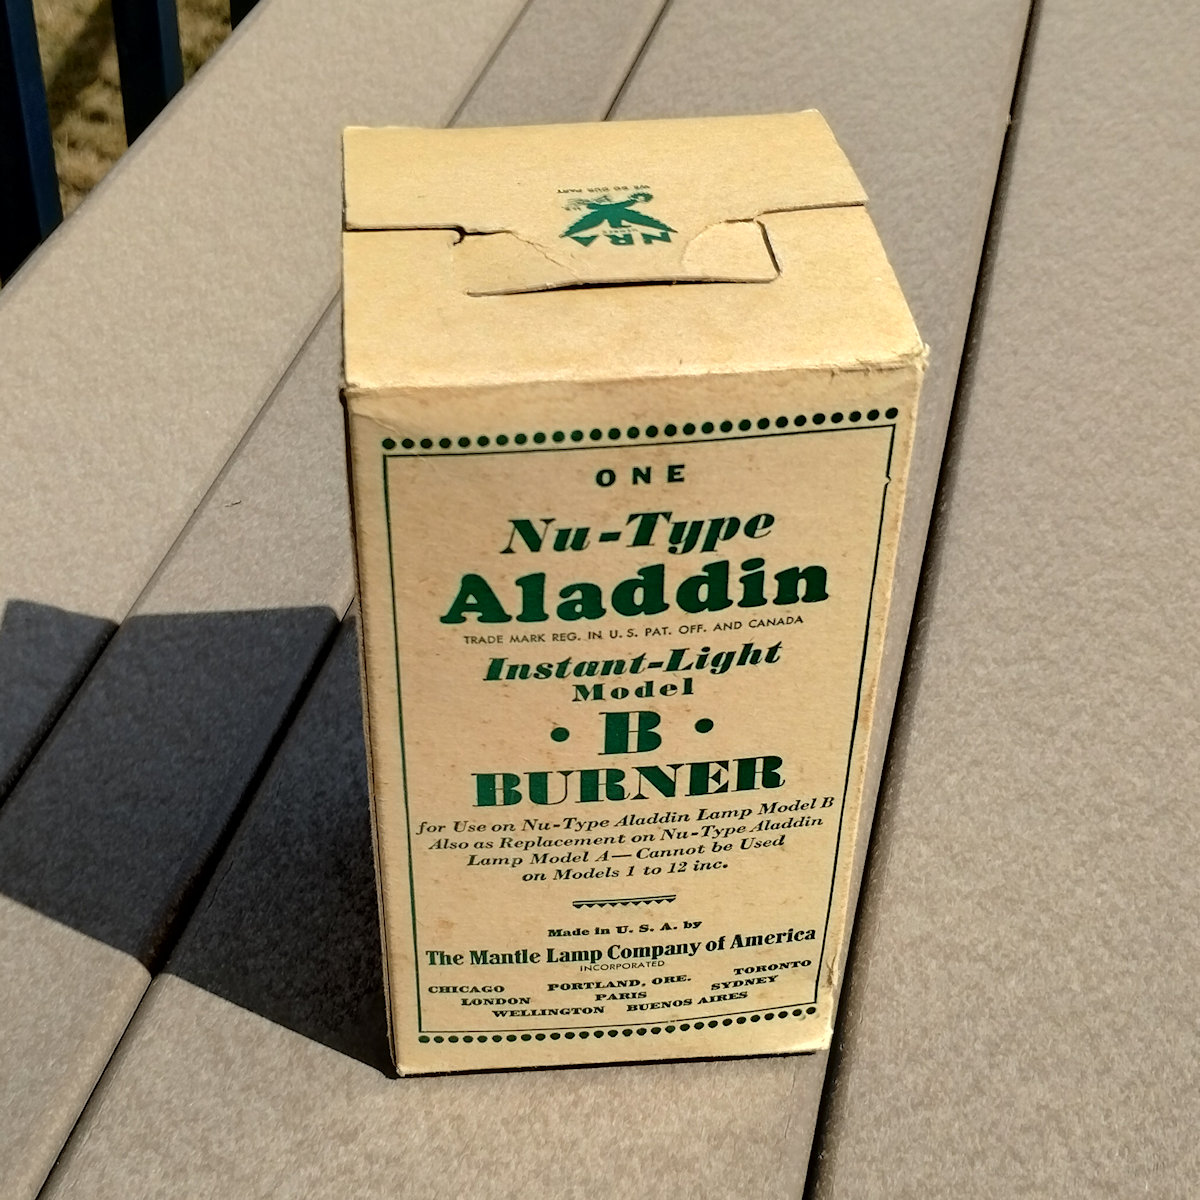 WE DO OUR PART
U.S.
MEMBER
NRA
ONE
Nu-Type
Aladdin
TRADE MARK REG. IN U.S. PAT. OFF. AND CANADA
Instant-Light
Model
• B •
BURNER
for Use on Nu-Type Aladdin Lamp Model B
Also as Replacement on Nu-Type Aladdin
Lamp Model A—Cannot be Used
on Models 1 to 12 inc.
Made in U. S. A. by
The Mantle Lamp Company of America
INCORPORATED
CHICAGO PORTLAND, ORE. TORONTO
LONDON PARIS SYDNEY
WELLINGTON BUENOS AIRES